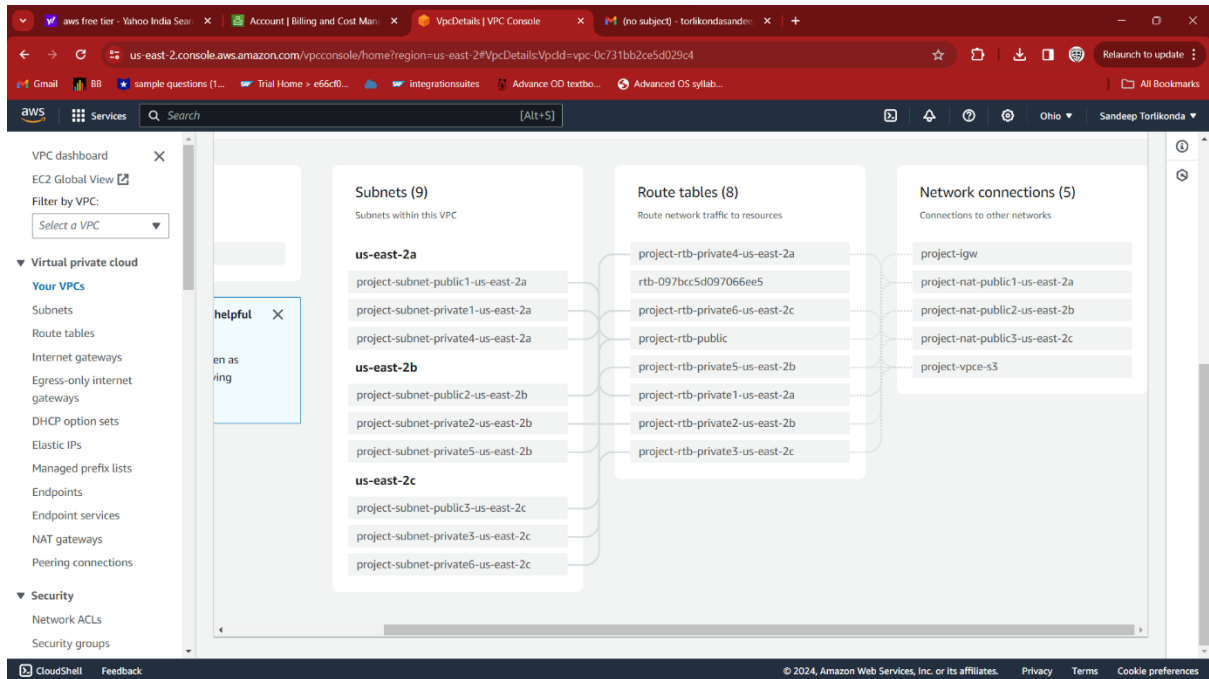 aws free tier - Yahoo India Sear
Account | Billing and Cost Man
VpcDetails | VPC Console
(no subject) - torlikondasandee
us-east-2.console.aws.amazon.com/vpcconsole/home?region=us-east-2#VpcDetails:VpcId=vpc-0c731bb2ce5d029c4
Relaunch to update
Gmail
BB
sample questions (1...
Trial Home > e66cf0...
integrationsuites
Advance OD textbo...
Advanced OS syllab...
All Bookmarks
aws
Services
Search
[Alt+S]
Ohio
Sandeep Torlikonda
VPC dashboard
EC2 Global View
Filter by VPC:
Select a VPC
Virtual private cloud
Your VPCs
Subnets
Route tables
Internet gateways
Egress-only internet
gateways
DHCP option sets
Elastic IPs
Managed prefix lists
Endpoints
Endpoint services
NAT gateways
Peering connections
Security
Network ACLs
Security groups
helpful
en as
ving
Subnets (9)
Subnets within this VPC
us-east-2a
project-subnet-public1-us-east-2a
project-subnet-private1-us-east-2a
project-subnet-private4-us-east-2a
us-east-2b
project-subnet-public2-us-east-2b
project-subnet-private2-us-east-2b
project-subnet-private5-us-east-2b
us-east-2c
project-subnet-public3-us-east-2c
project-subnet-private3-us-east-2c
project-subnet-private6-us-east-2c
Route tables (8)
Route network traffic to resources
project-rtb-private4-us-east-2a
rtb-097bcc5d097066ee5
project-rtb-private6-us-east-2c
project-rtb-public
project-rtb-private5-us-east-2b
project-rtb-private1-us-east-2a
project-rtb-private2-us-east-2b
project-rtb-private3-us-east-2c
Network connections (5)
Connections to other networks
project-igw
project-nat-public1-us-east-2a
project-nat-public2-us-east-2b
project-nat-public3-us-east-2c
project-vpce-s3
CloudShell
Feedback
© 2024, Amazon Web Services, Inc. or its affiliates.
Privacy
Terms
Cookie preferences